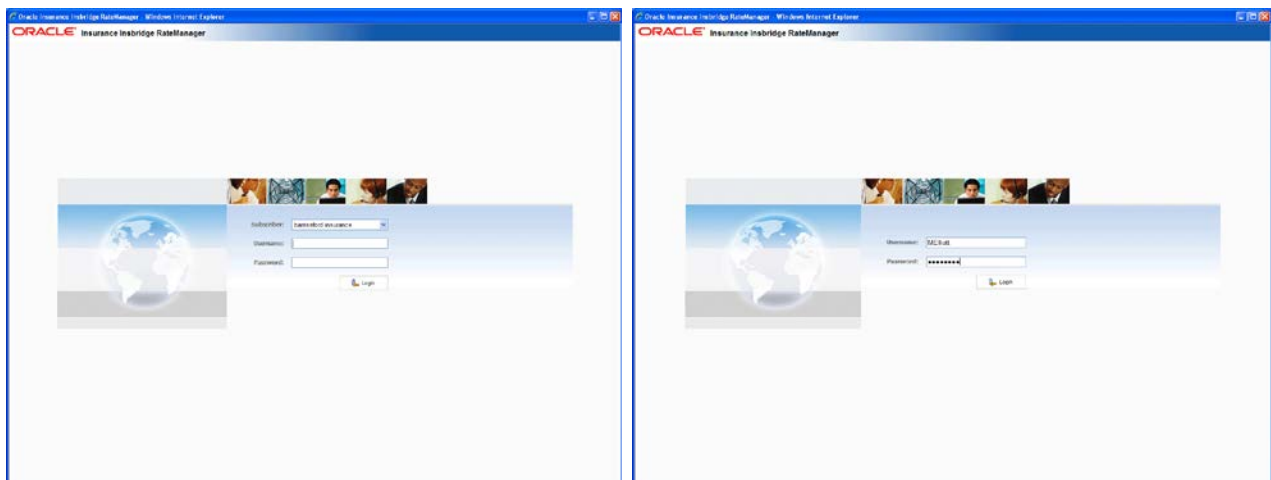 Oracle Insurance Insbridge RateManager - Windows Internet Explorer
ORACLE Insurance Insbridge RateManager
Subscriber:
insurance
Username:
Password:
Login
Oracle Insurance Insbridge RateManager - Windows Internet Explorer
ORACLE Insurance Insbridge RateManager
Username:
Password: ••••••••
Login